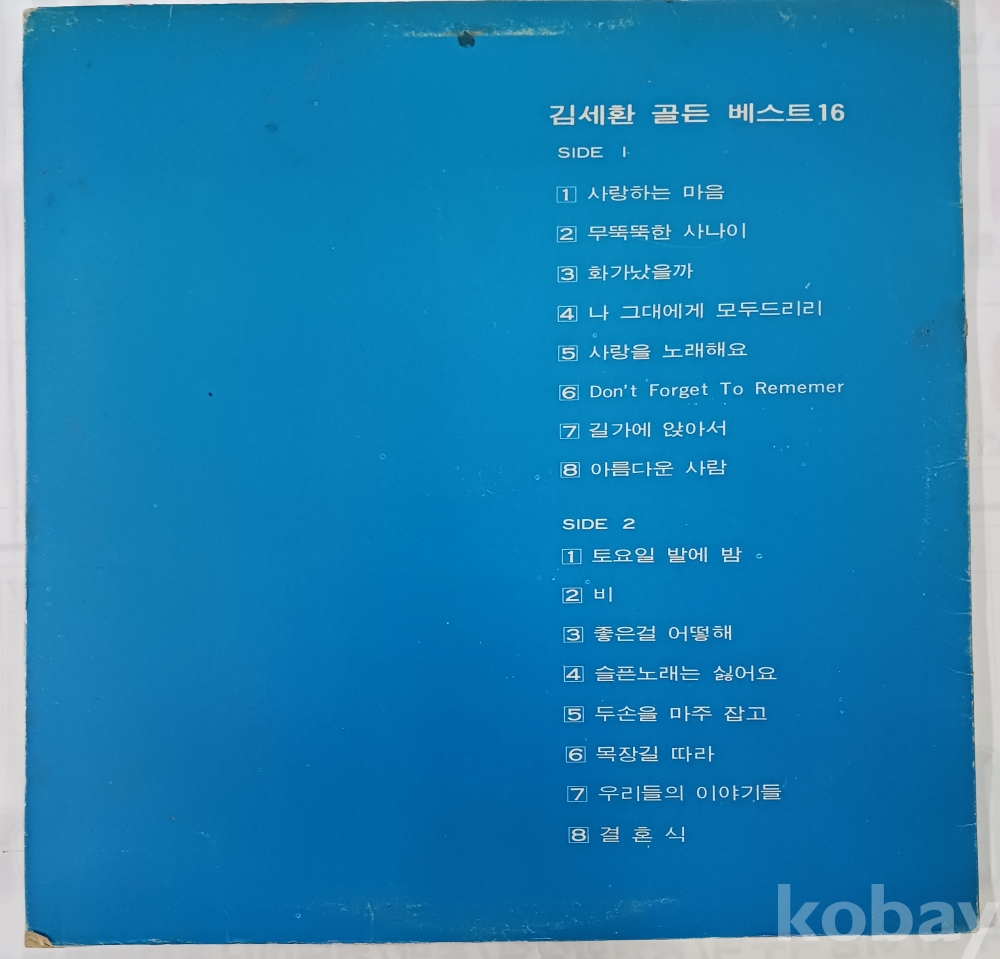 김세환 골든 베스트16
SIDE 1
1 사랑하는 마음
2 무뚝뚝한 사나이
3 화가났을까
4 나 그대에게 모두드리리
5 사랑을 노래해요
6 Don't Forget To Rememer
7 길가에 앉아서
8 아름다운 사람
SIDE 2
1 토요일 발에 밤
2 비
3 좋은걸 어떻해
4 슬픈노래는 싫어요
5 두손을 마주 잡고
6 목장길 따라
7 우리들의 이야기들
8 결 혼 식
kobay